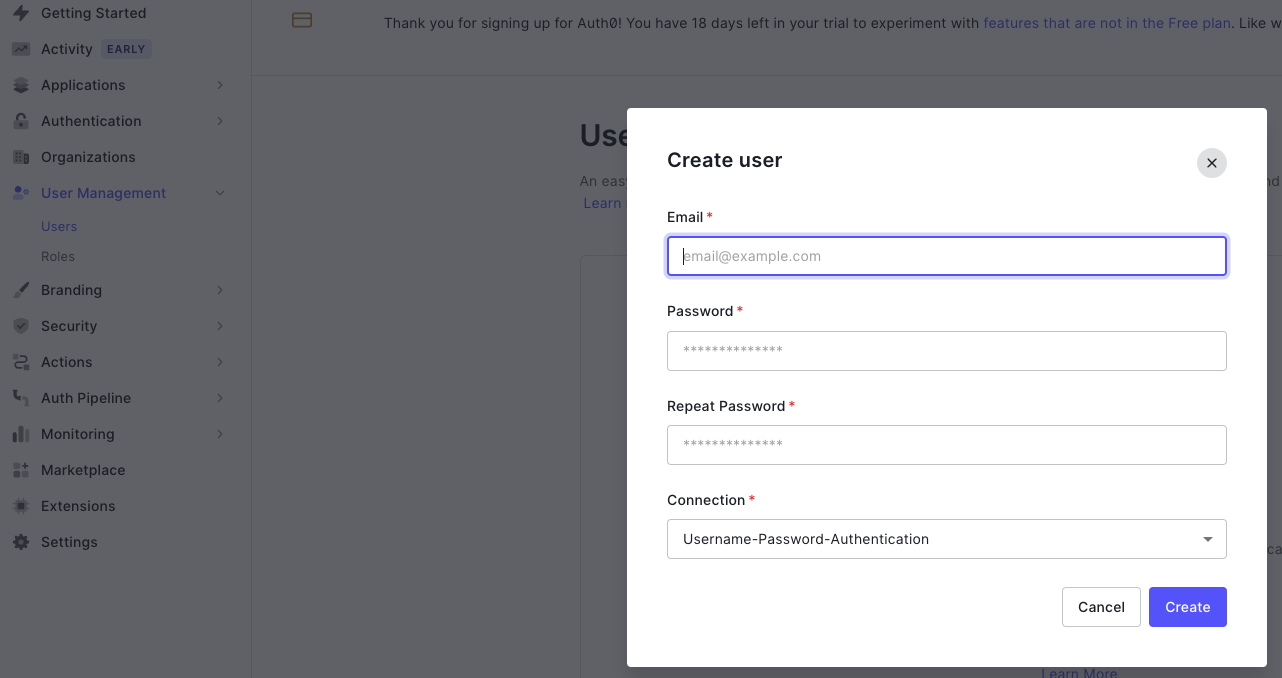 Getting Started
Activity EARLY
Applications
Authentication
Organizations
User Management
Users
Roles
Branding
Security
Actions
Auth Pipeline
Monitoring
Marketplace
Extensions
Settings
Thank you for signing up for Auth0! You have 18 days left in your trial to experiment with features that are not in the Free plan. Like
Learn
Create user
Email *
email@example.com
Password *
**************
Repeat Password *
**************
Connection *
Username-Password-Authentication
Cancel Create
Learn More